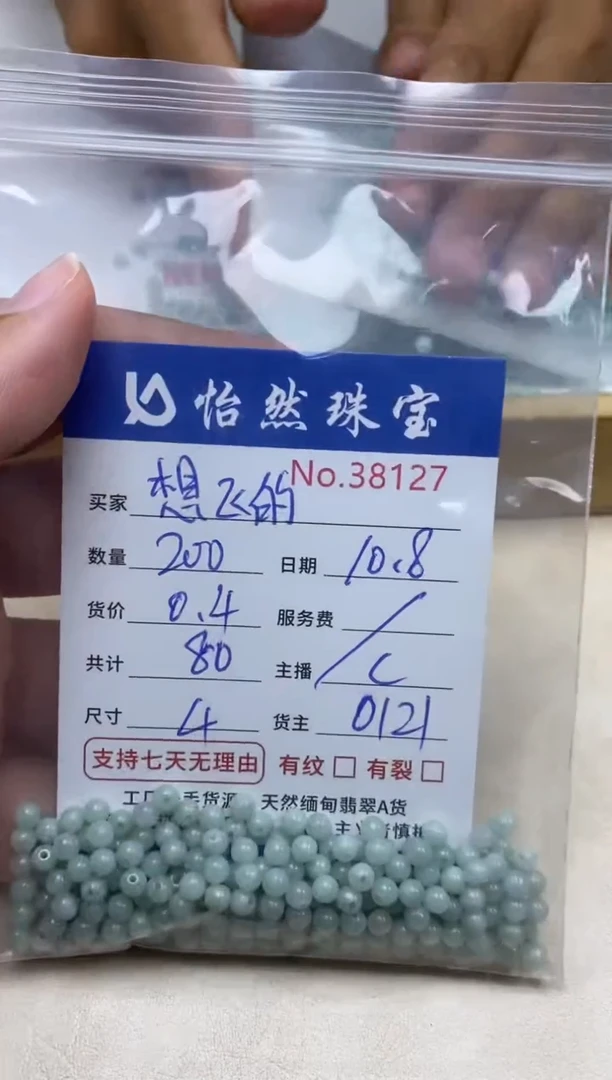 怡然珠宝
No.38127
买家 想飞的
数量 200 日期 10.8
货价 0.4 服务费 /
共计 80 主播 C
尺寸 4 货主 0121
支持七天无理由 有纹 有裂
天然缅甸翡翠A货